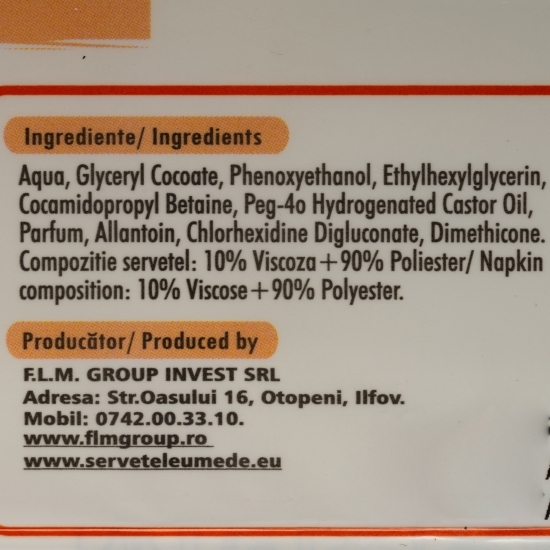 Ingrediente/ Ingredients
Aqua, Glyceryl Cocoate, Phenoxyethanol, Ethylhexylglycerin,
Cocamidopropyl Betaine, Peg-4o Hydrogenated Castor Oil,
Parfum, Allantoin, Chlorhexidine Digluconate, Dimethicone.
Compozitie servetel: 10% Viscoza+90% Poliester/ Napkin
composition: 10% Viscose+90% Polyester.
Producător/ Produced by
F.L.M. GROUP INVEST SRL
Adresa: Str.Oasului 16, Otopeni, Ilfov.
Mobil: 0742.00.33.10.
www.flmgroup.ro
www.serveteleumede.eu